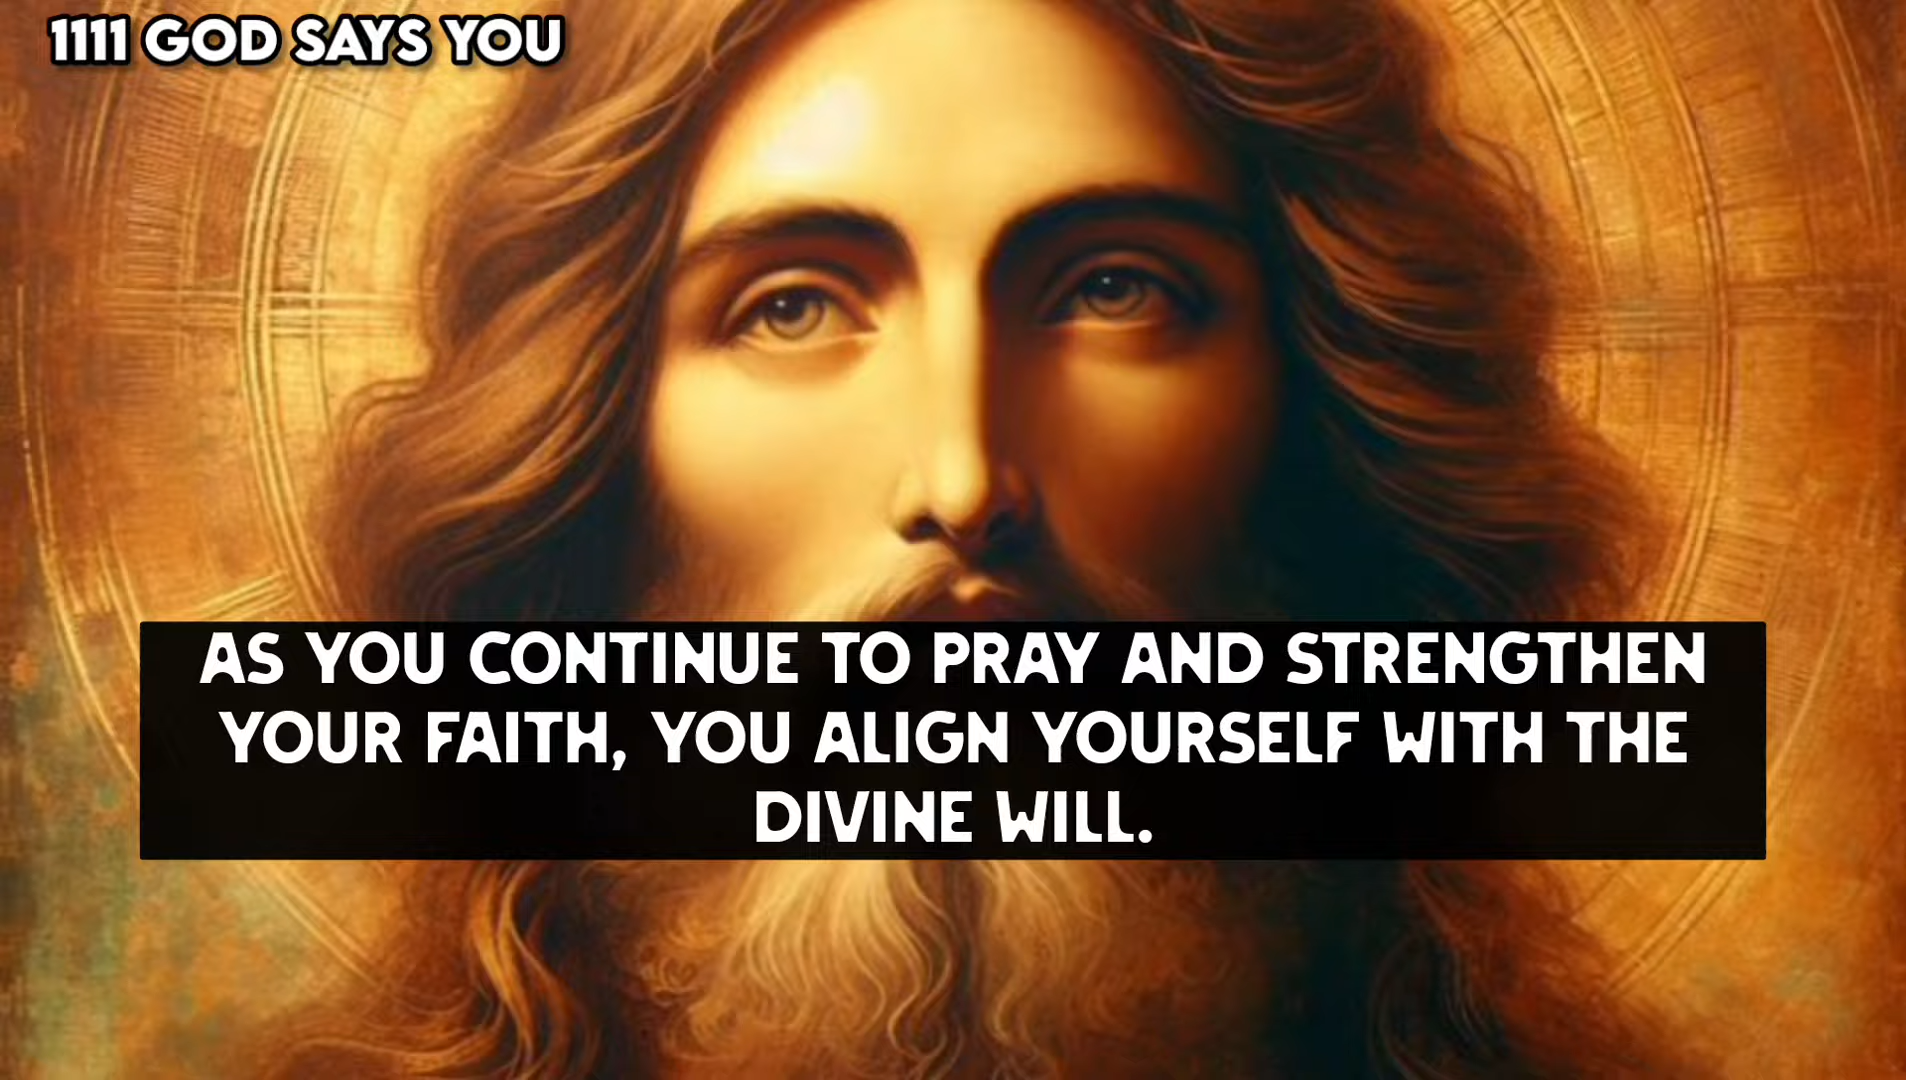 1111 GOD SAYS YOU
AS YOU CONTINUE TO PRAY AND STRENGTHEN
YOUR FAITH, YOU ALIGN YOURSELF WITH THE
DIVINE WILL.